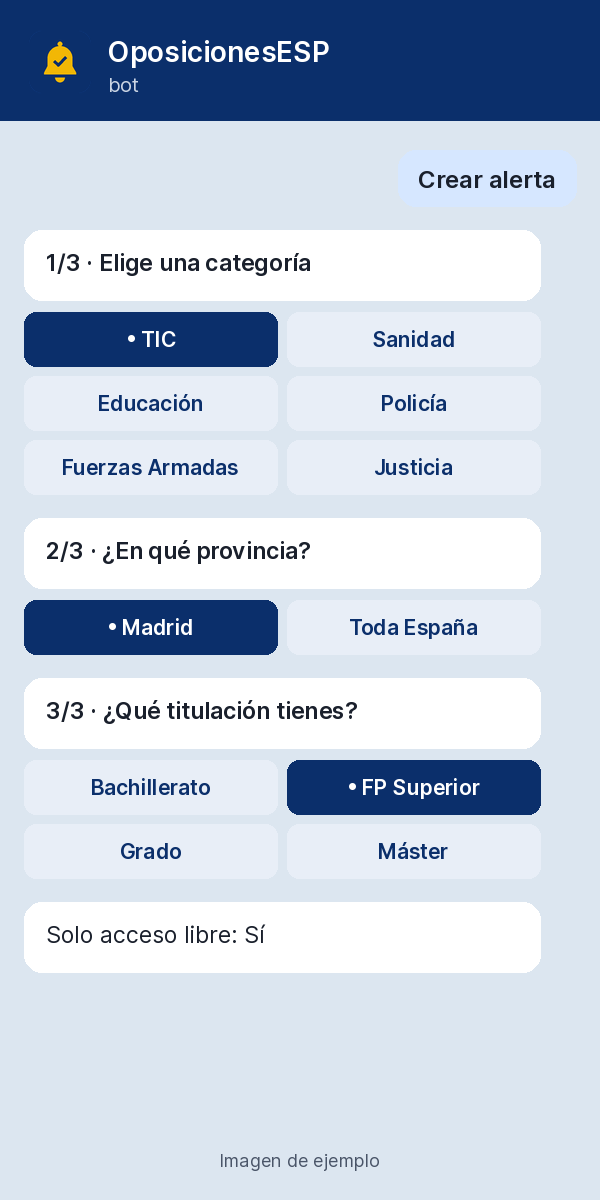 OposicionesESP
bot
Crear alerta
1/3 · Elige una categoría
• TIC
Sanidad
Educación
Policía
Fuerzas Armadas
Justicia
2/3 · ¿En qué provincia?
• Madrid
Toda España
3/3 · ¿Qué titulación tienes?
Bachillerato
• FP Superior
Grado
Máster
Solo acceso libre: Sí
Imagen de ejemplo